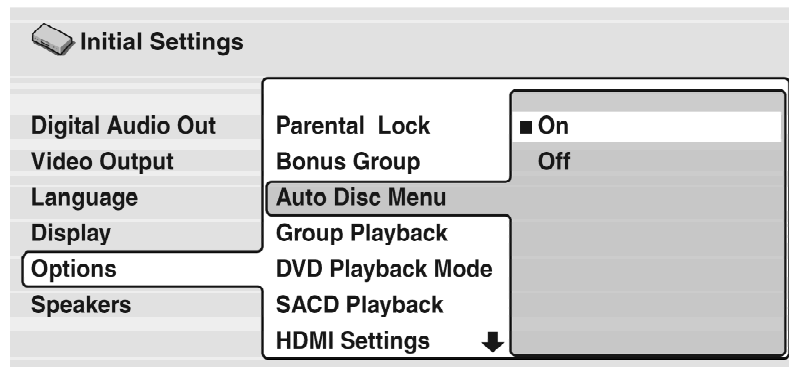 Initial Settings
Digital Audio Out
Video Output
Language
Display
Options
Speakers
Parental Lock
Bonus Group
Auto Disc Menu
Group Playback
DVD Playback Mode
SACD Playback
HDMI Settings
On
Off